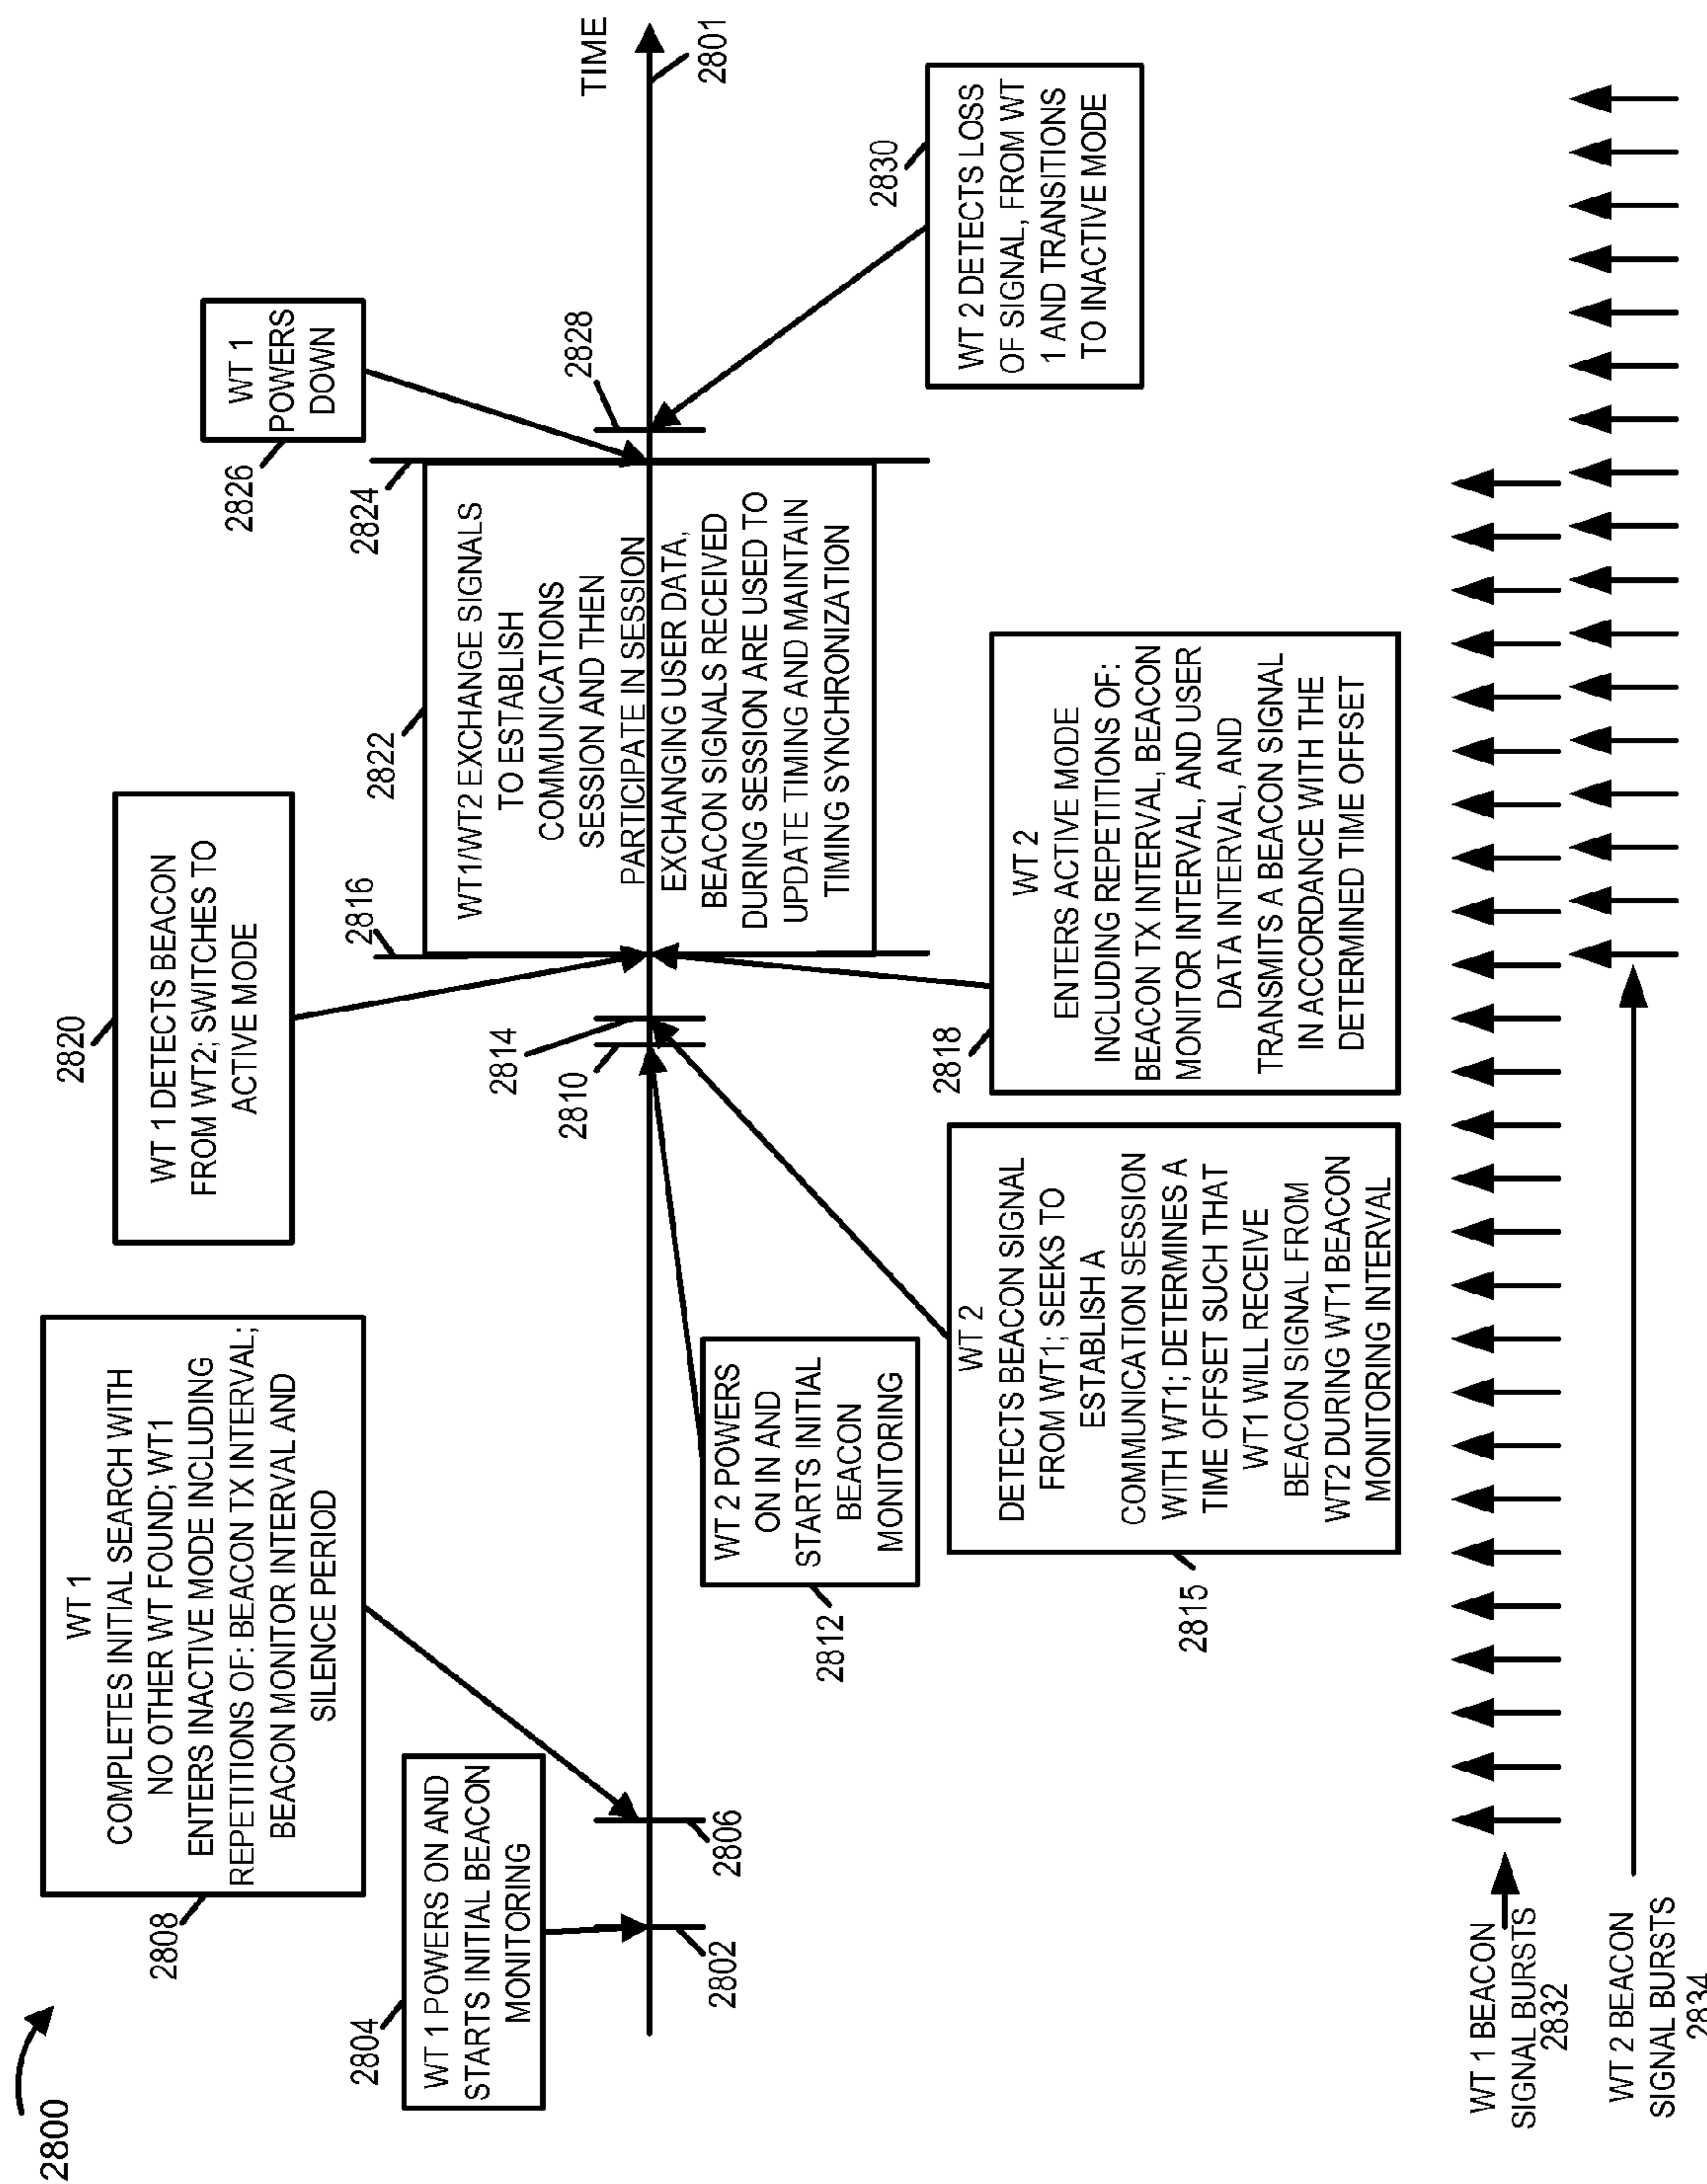 2800
2808
WT 1
COMPLETES INITIAL SEARCH WITH
NO OTHER WT FOUND; WT1
ENTERS INACTIVE MODE INCLUDING
REPETITIONS OF: BEACON TX INTERVAL;
BEACON MONITOR INTERVAL AND
SILENCE PERIOD
2820
WT 1 DETECTS BEACON
FROM WT2; SWITCHES TO
ACTIVE MODE
2826
WT 1
POWERS
DOWN
2804
WT 1 POWERS ON AND
STARTS INITIAL BEACON
MONITORING
2822
WT1/WT2 EXCHANGE SIGNALS
TO ESTABLISH
COMMUNICATIONS
SESSION AND THEN
PARTICIPATE IN SESSION
EXCHANGING USER DATA,
BEACON SIGNALS RECEIVED
DURING SESSION ARE USED TO
UPDATE TIMING AND MAINTAIN
TIMING SYNCHRONIZATION
2816
2824
2814
2810
2828
TIME
2801
2802
2806
2812
WT 2 POWERS
ON IN AND
STARTS INITIAL
BEACON
MONITORING
2830
WT 2 DETECTS LOSS
OF SIGNAL, FROM WT
1 AND TRANSITIONS
TO INACTIVE MODE
2815
WT 2
DETECTS BEACON SIGNAL
FROM WT1; SEEKS TO
ESTABLISH A
COMMUNICATION SESSION
WITH WT1; DETERMINES A
TIME OFFSET SUCH THAT
WT1 WILL RECEIVE
BEACON SIGNAL FROM
WT2 DURING WT1 BEACON
MONITORING INTERVAL
2818
WT 2
ENTERS ACTIVE MODE
INCLUDING REPETITIONS OF:
BEACON TX INTERVAL, BEACON
MONITOR INTERVAL, AND USER
DATA INTERVAL, AND
TRANSMITS A BEACON SIGNAL
IN ACCORDANCE WITH THE
DETERMINED TIME OFFSET
WT 1 BEACON
SIGNAL BURSTS
2832
WT 2 BEACON
SIGNAL BURSTS
2834